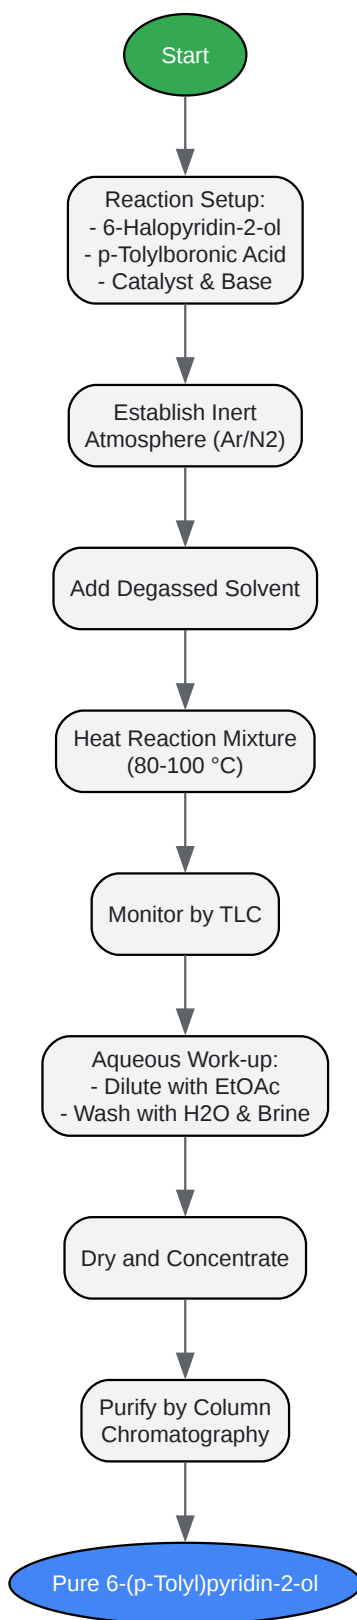 Start
Reaction Setup:
- 6-Halopyridin-2-ol
- p-Tolylboronic Acid
- Catalyst & Base
Establish Inert
Atmosphere (Ar/N2)
Add Degassed Solvent
Heat Reaction Mixture
(80-100 °C)
Monitor by TLC
Aqueous Work-up:
- Dilute with EtOAc
- Wash with H2O & Brine
Dry and Concentrate
Purify by Column
Chromatography
Pure 6-(p-Tolyl)pyridin-2-ol